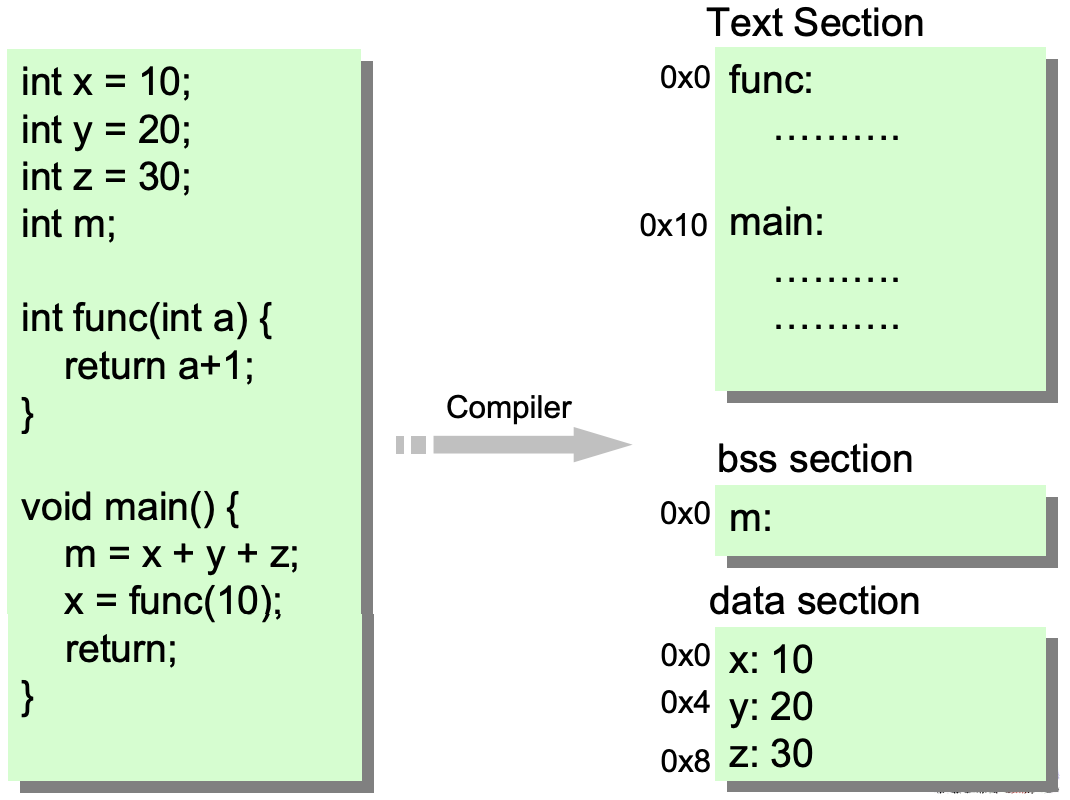 int x = 10;
int y = 20;
int z = 30;
int m;
int func(int a) {
return a+1;
}
void main() {
m = x + y + z;
x = func(10);
return;
}
Compiler
Text Section
0x0 func:
……….
0x10 main:
……….
……….
bss section
0x0 m:
data section
0x0 x: 10
0x4 y: 20
0x8 z: 30